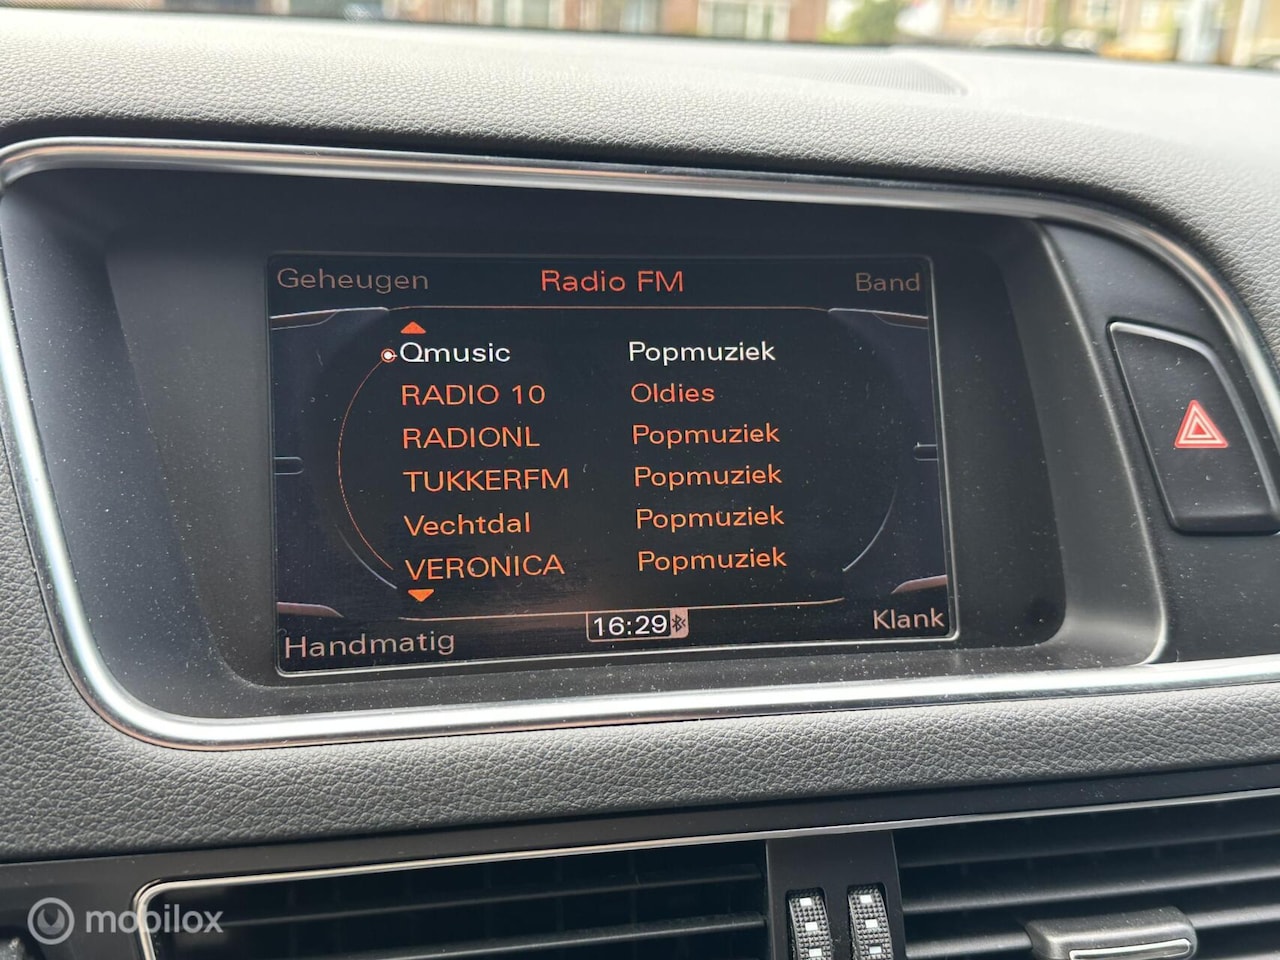 Geheugen Radio FM Band
Qmusic Popmuziek
RADIO 10 Oldies
RADIONL Popmuziek
TUKKERFM Popmuziek
Vechtdal Popmuziek
VERONICA Popmuziek
Handmatig 16:29 Klank
mobilox